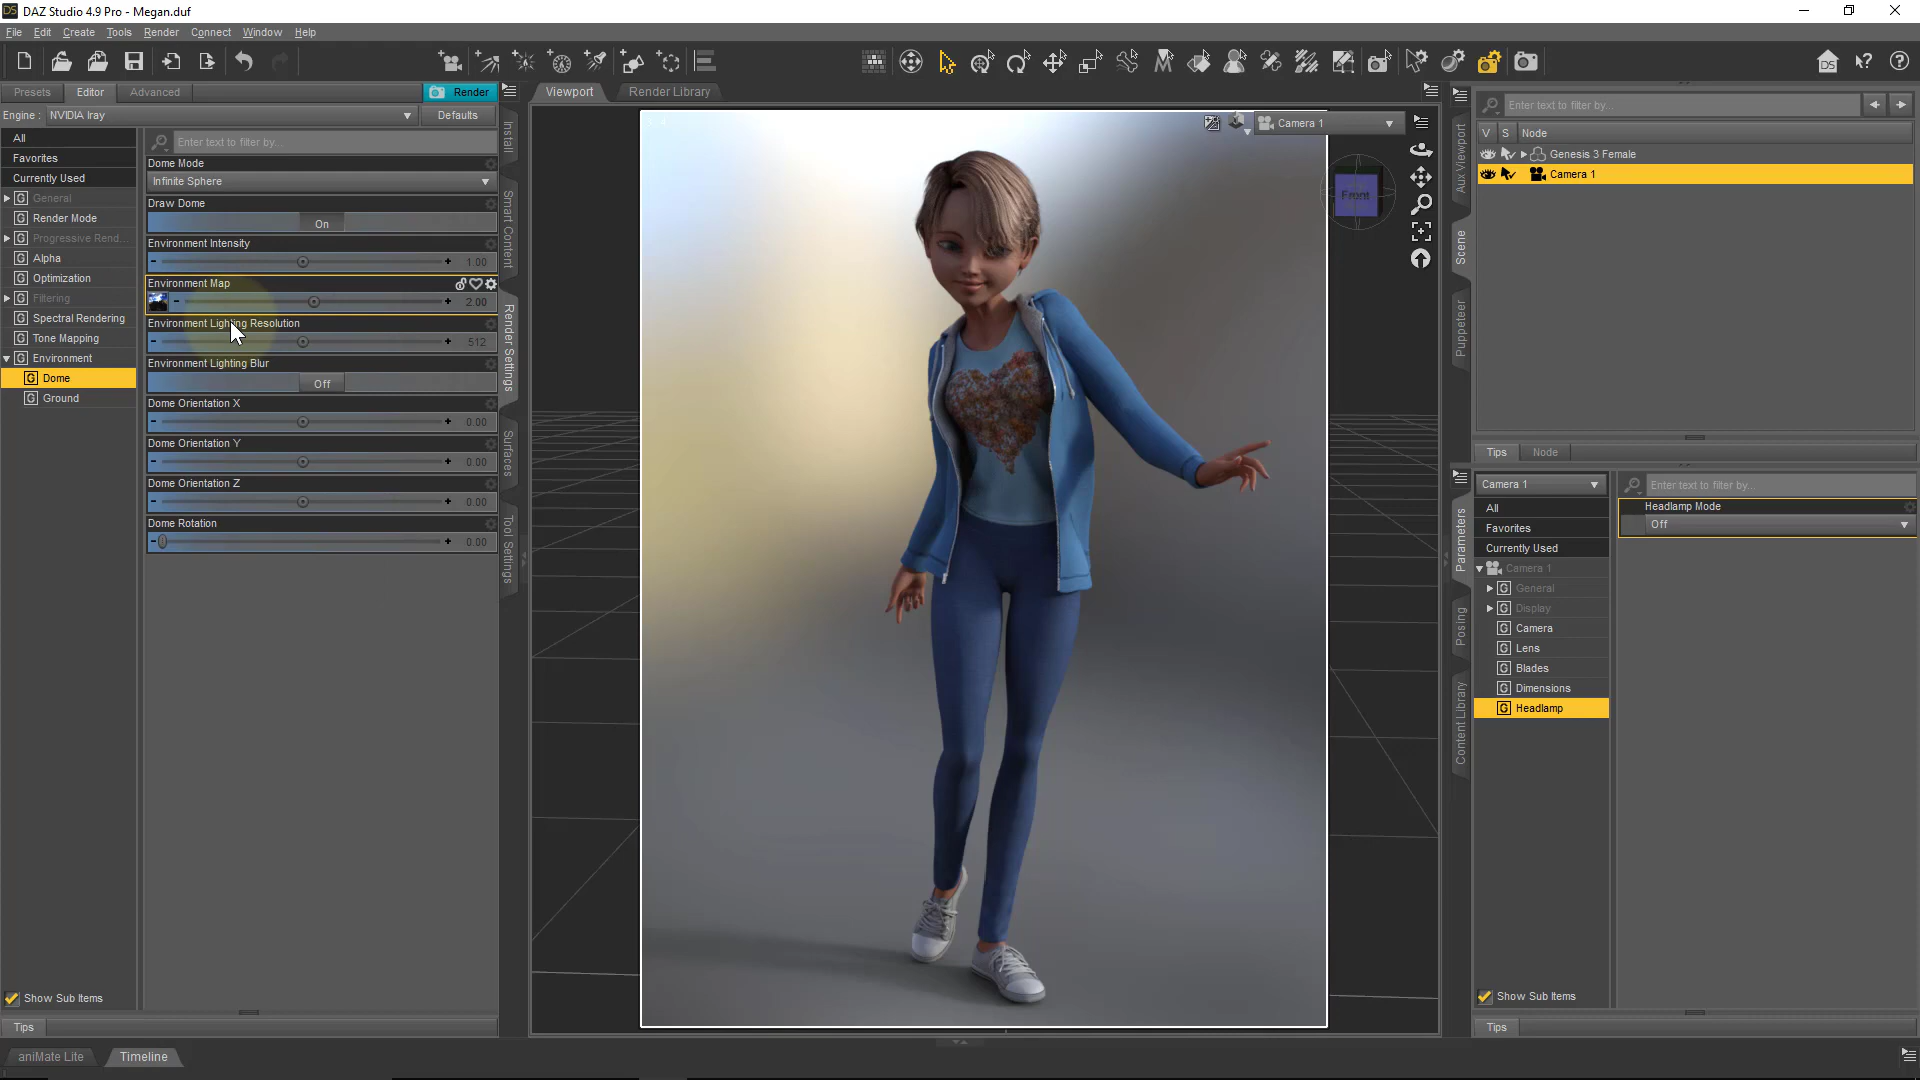 DAZ Studio 4.9 Pro - Megan.duf
File Edit Create Tools Render Connect Window Help
Presets Editor Advanced Render
Engine : NVIDIA Iray Defaults
All
Favorites
Currently Used
General
Render Mode
Progressive Rend...
Alpha
Optimization
Filtering
Spectral Rendering
Tone Mapping
Environment
Dome
Ground
Show Sub Items
Tips
Enter text to filter by...
Dome Mode
Infinite Sphere
Draw Dome
On
Environment Intensity
1.00
Environment Map
2.00
Environment Lighting Resolution
512
Environment Lighting Blur
Off
Dome Orientation X
0.00
Dome Orientation Y
0.00
Dome Orientation Z
0.00
Dome Rotation
0.00
Install
Smart Content
Render Settings
Surfaces
Tool Settings
Viewport Render Library
Camera 1
Front
Aux Viewport
Scene
Puppeteer
Enter text to filter by...
V S Node
Genesis 3 Female
Camera 1
Tips Node
Parameters
Posing
Content Library
Camera 1
All
Favorites
Currently Used
Camera 1
General
Display
Camera
Lens
Blades
Dimensions
Headlamp
Show Sub Items
Tips
Enter text to filter by...
Headlamp Mode
Off
aniMate Lite Timeline